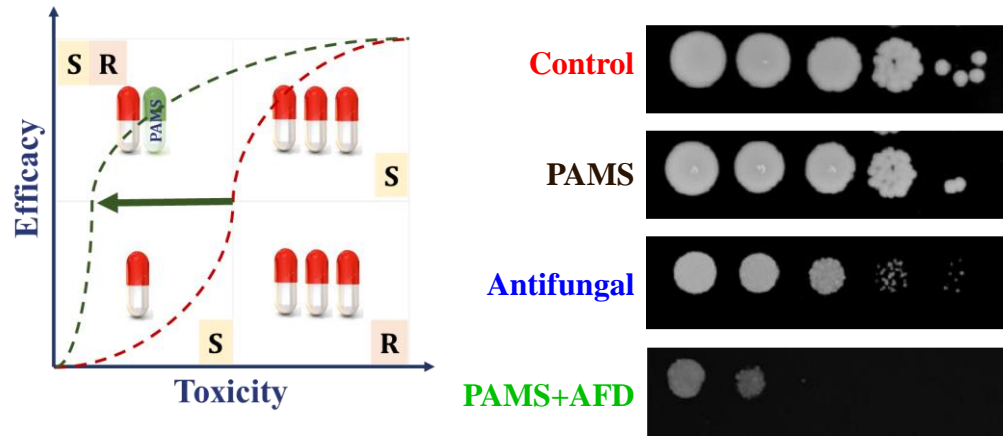 Efficacy
S R
PAMS
S
S
R
Toxicity
Control
PAMS
Antifungal
PAMS+AFD